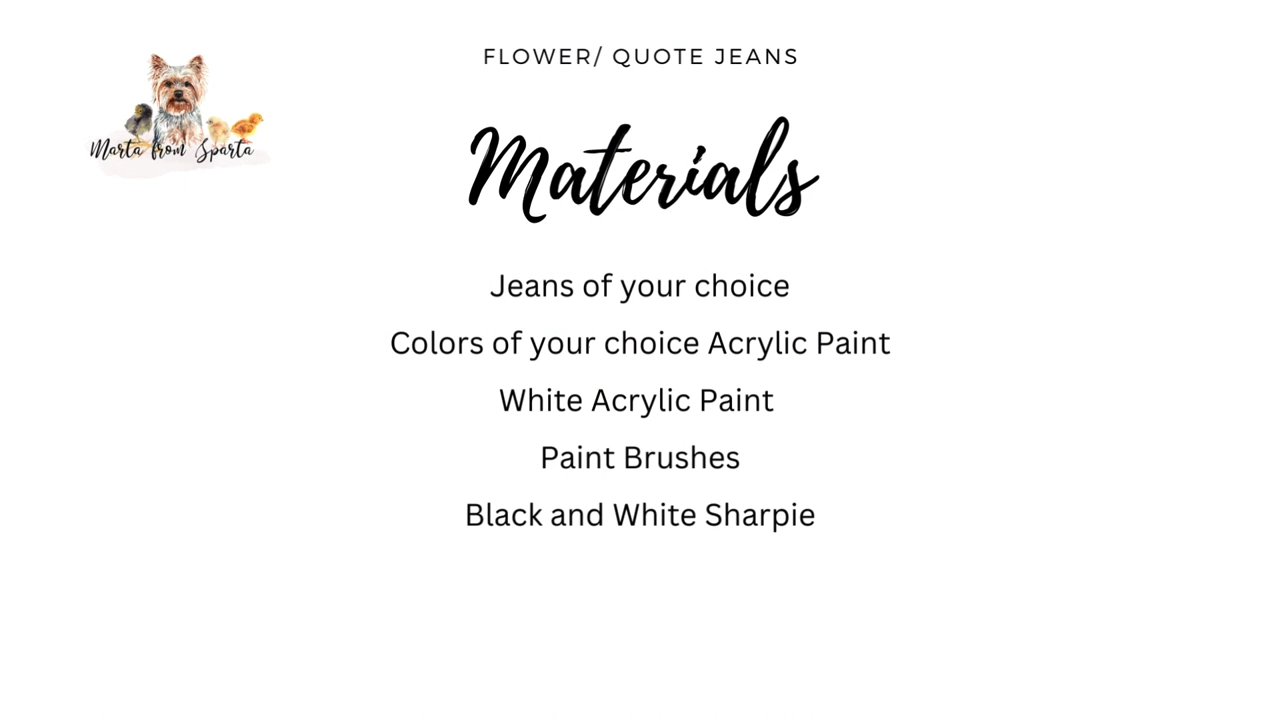 FLOWER/ QUOTE JEANS
Marta from Sparta
Materials
Jeans of your choice
Colors of your choice Acrylic Paint
White Acrylic Paint
Paint Brushes
Black and White Sharpie